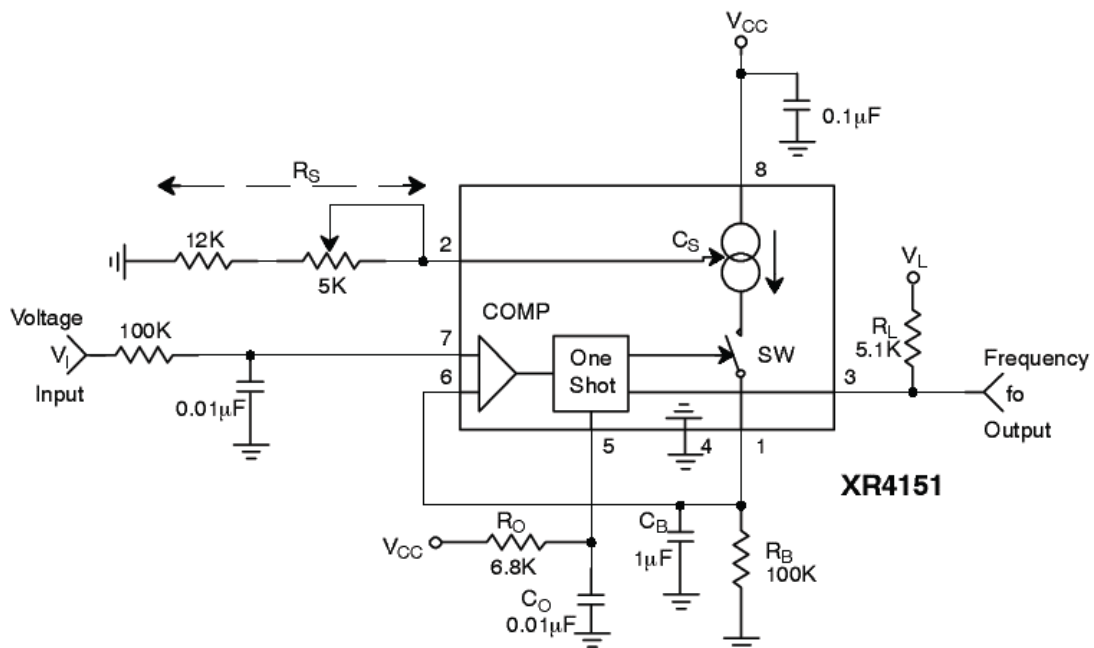 VCC
0.1µF
8
RS
12K
5K
2
CS
COMP
Voltage
VI
Input
100K
0.01µF
7
6
One
Shot
SW
VL
RL
5.1K
3
Frequency
fo
Output
5
4
1
XR4151
VCC
RO
6.8K
CO
0.01µF
CB
1µF
RB
100K